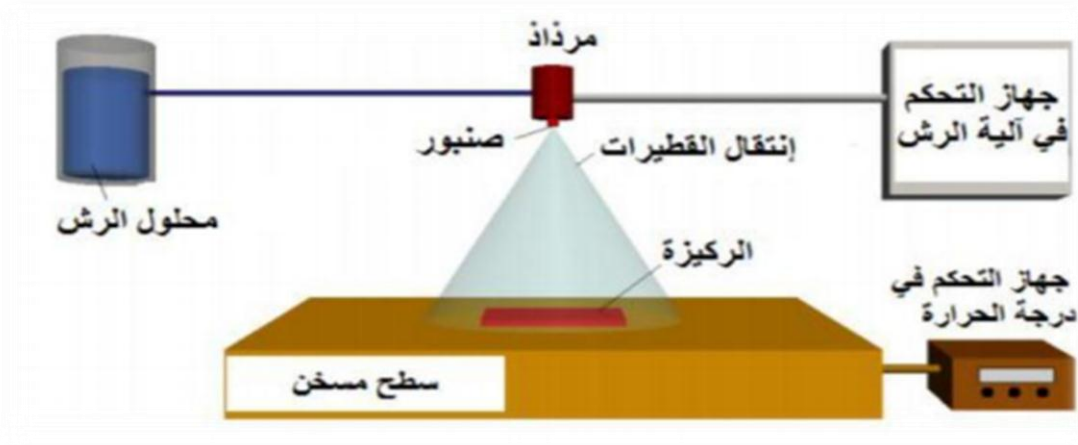 مرذاذ
جهاز التحكم
في آلية الرش
صنبور
إنتقال القطيرات
محلول الرش
الركيزة
جهاز التحكم في
درجة الحرارة
سطح مسخن